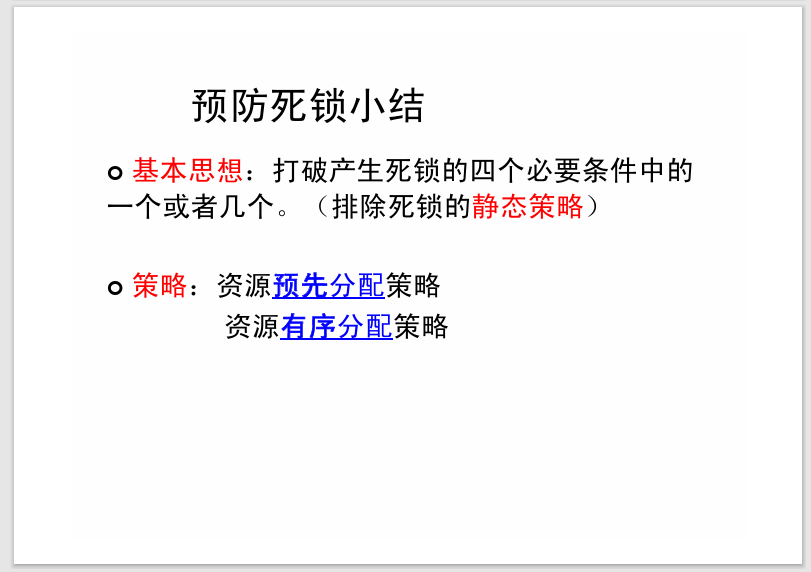 预防死锁小结
基本思想：打破产生死锁的四个必要条件中的
一个或者几个。（排除死锁的静态策略）
策略：资源预先分配策略
资源有序分配策略